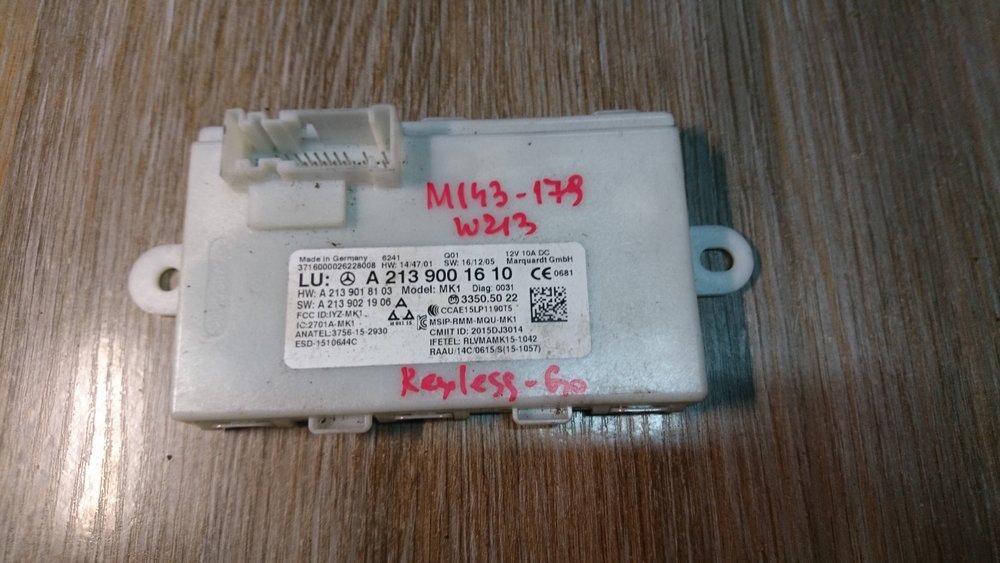 M143-179
W213
Made in Germany 6241 Q01 12V 10A DC
3716000026228008 HW: 14/47/01 SW: 16/12/05 Marquardt GmbH
LU: A 213 900 16 10 CE 0681
HW: A 213 901 81 03 Model: MK1 Diag: 0031
SW: A 213 902 19 06 3350.50 22
FCC ID:IYZ-MK1 CCAE15LP1190T5
IC:2701A-MK1 MSIP-RMM-MQU-MK1
ANATEL:3756-15-2930 CMIIT ID: 2015DJ3014
ESD-1510644C IFETEL: RLVMAMK15-1042
RAAU/14C/0615/S(15-1057)
Keyless-Go